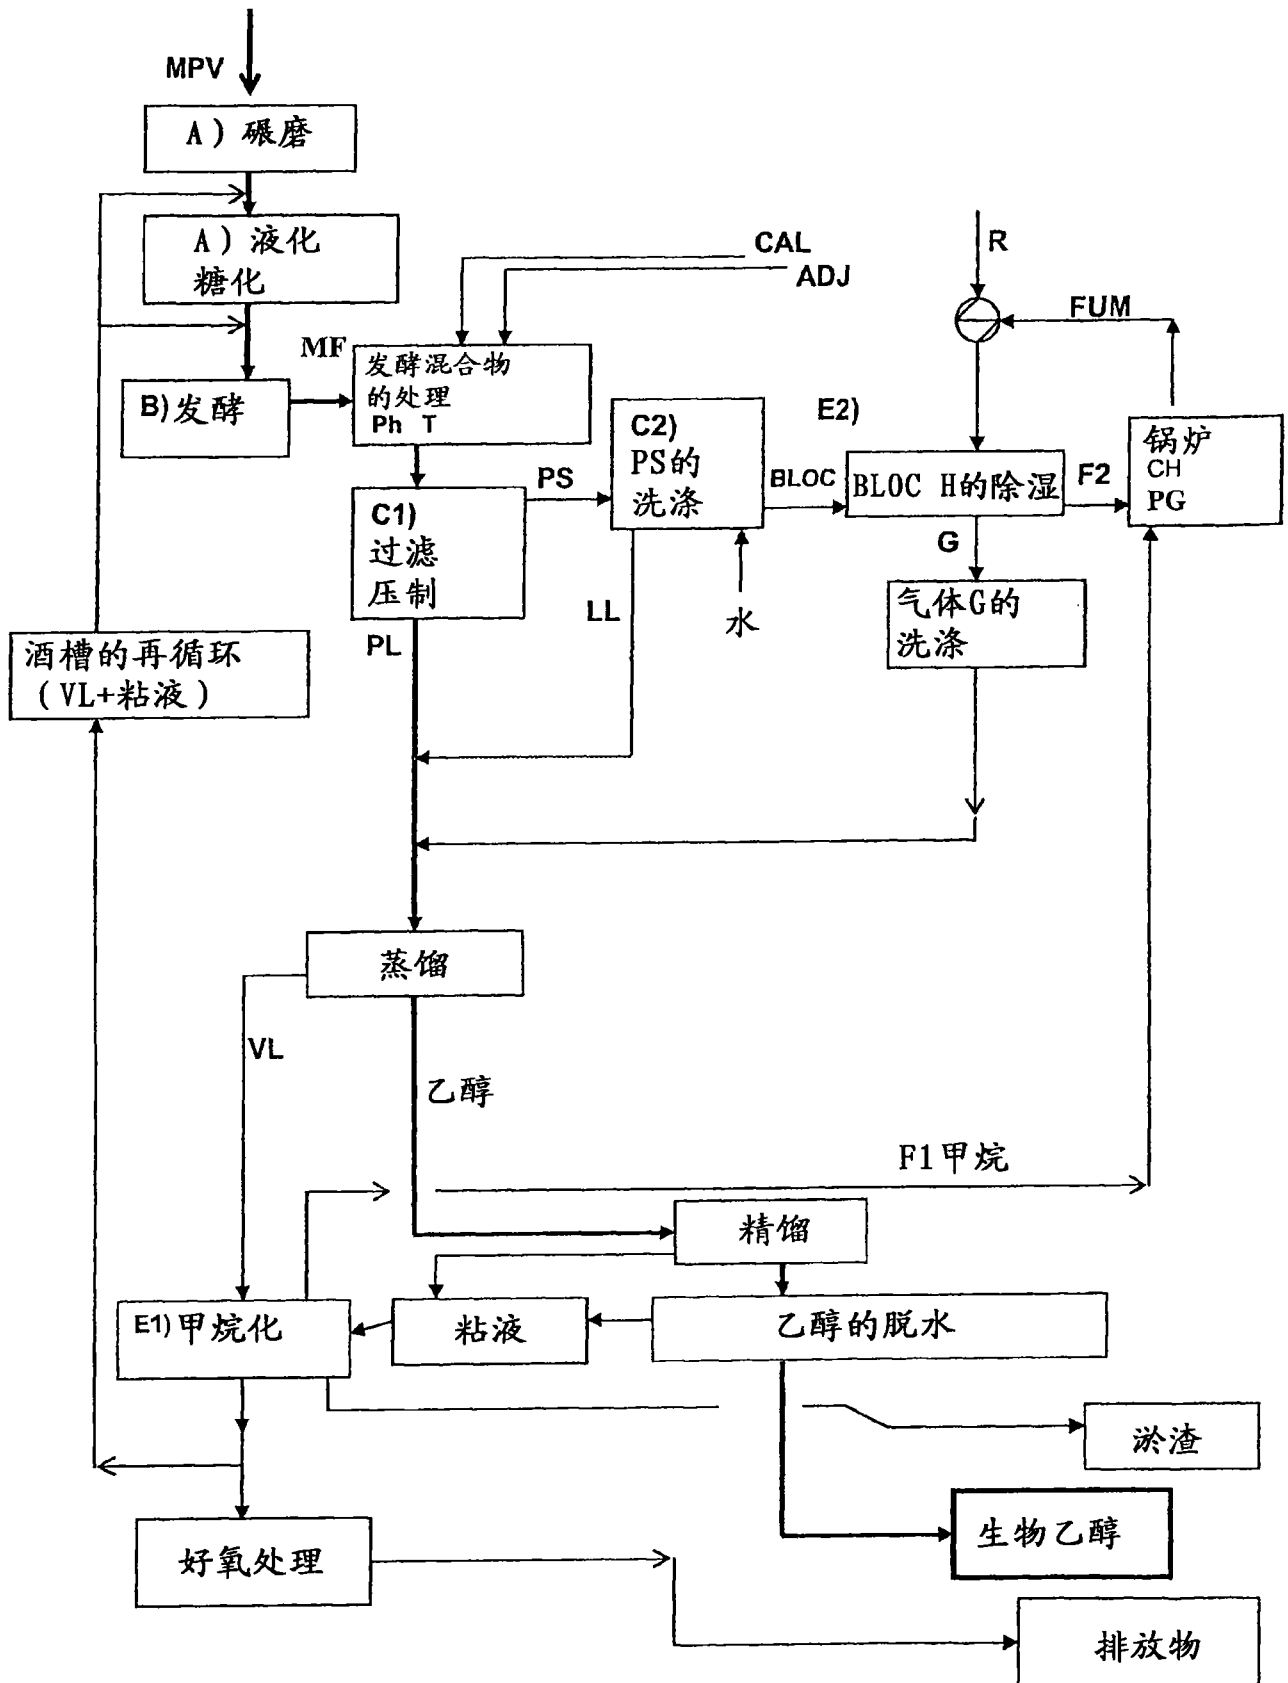 MPV
A)碾磨
A)液化
糖化
CAL
ADJ
R
FUM
MF
发酵混合物
的处理
Ph T
B)发酵
C2)
PS的
洗涤
E2)
锅炉
CH
PG
PS
BLOC
BLOC H的除湿
F2
C1)
过滤
压制
G
LL
水
气体G的
洗涤
酒槽的再循环
(VL+粘液)
PL
蒸馏
VL
乙醇
F1甲烷
精馏
E1)甲烷化
粘液
乙醇的脱水
淤渣
生物乙醇
好氧处理
排放物